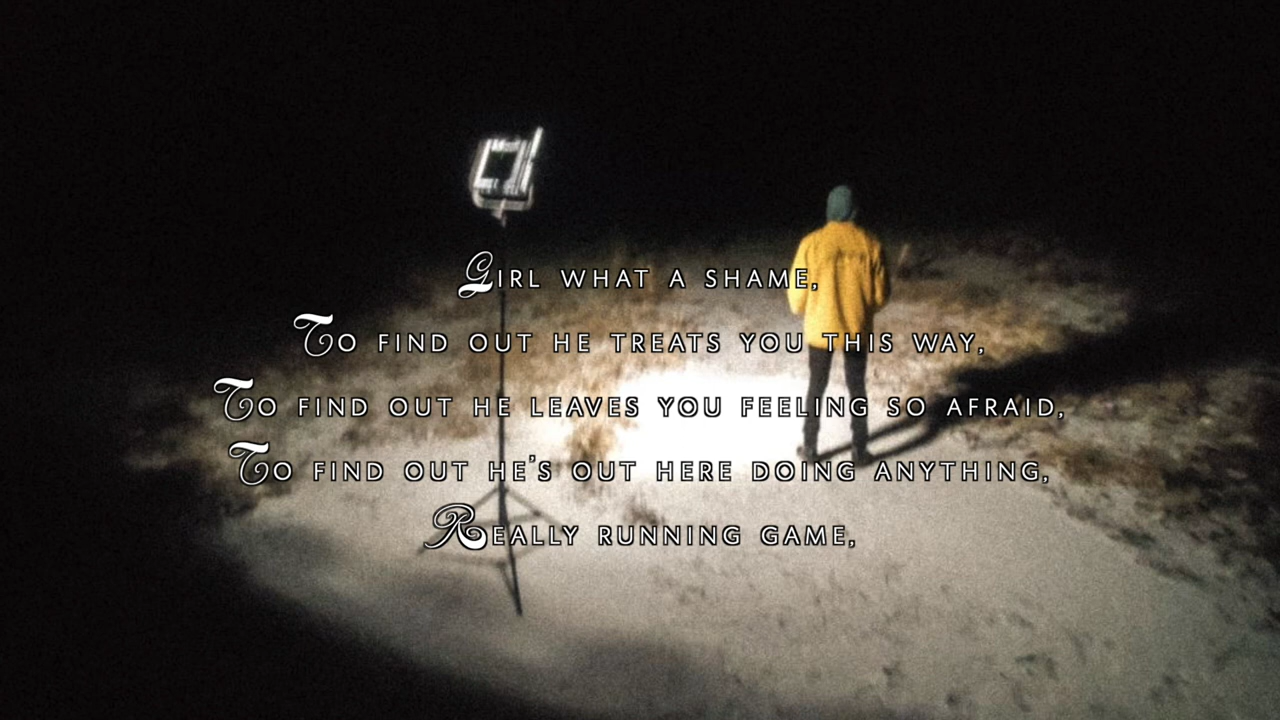 Girl what a shame,
To find out he treats you this way,
To find out he leaves you feeling so afraid,
To find out he's out here doing anything,
Really running game,